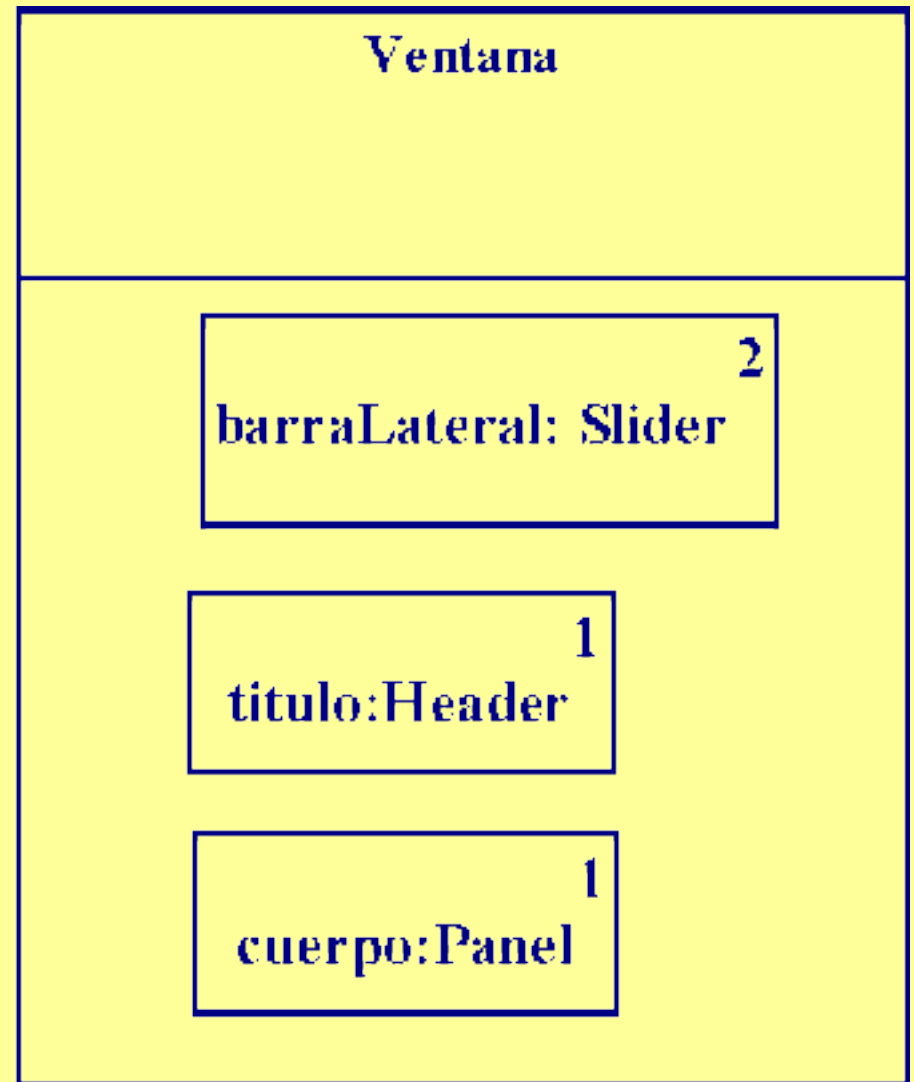 Ventana
2
barraLateral: Slider
1
titulo:Header
1
cuerpo:Panel